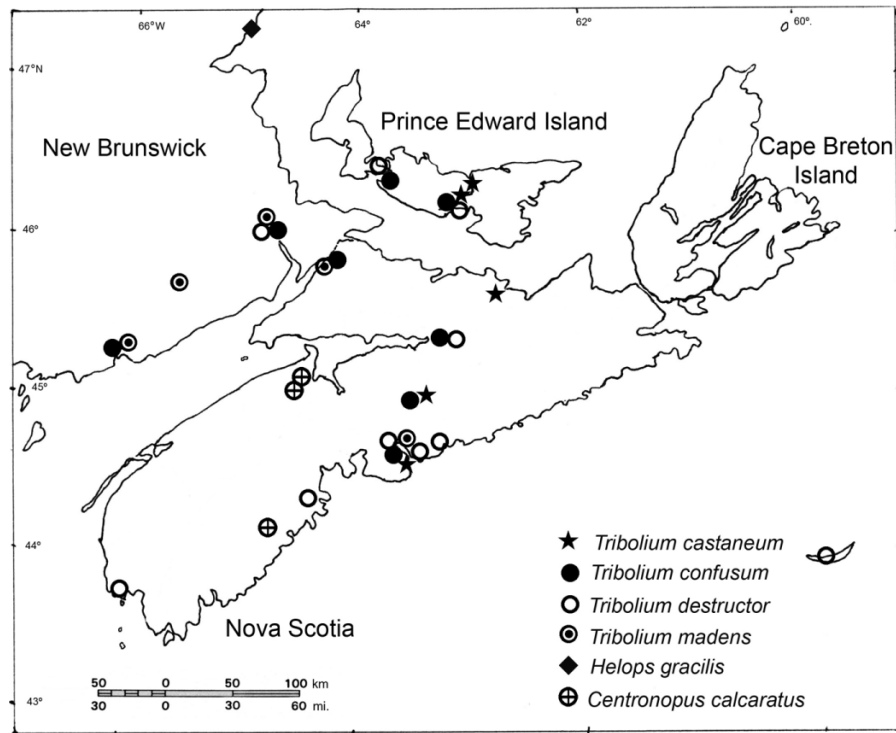 66°W 64° 62° 60°
47°N
New Brunswick
Prince Edward Island
Cape Breton
Island
46°
45°
44°
43°
Nova Scotia
Tribolium castaneum
Tribolium confusum
Tribolium destructor
Tribolium madens
Helops gracilis
Centronopus calcaratus
50 0 50 100 km
30 0 30 60 mi.
62 60°